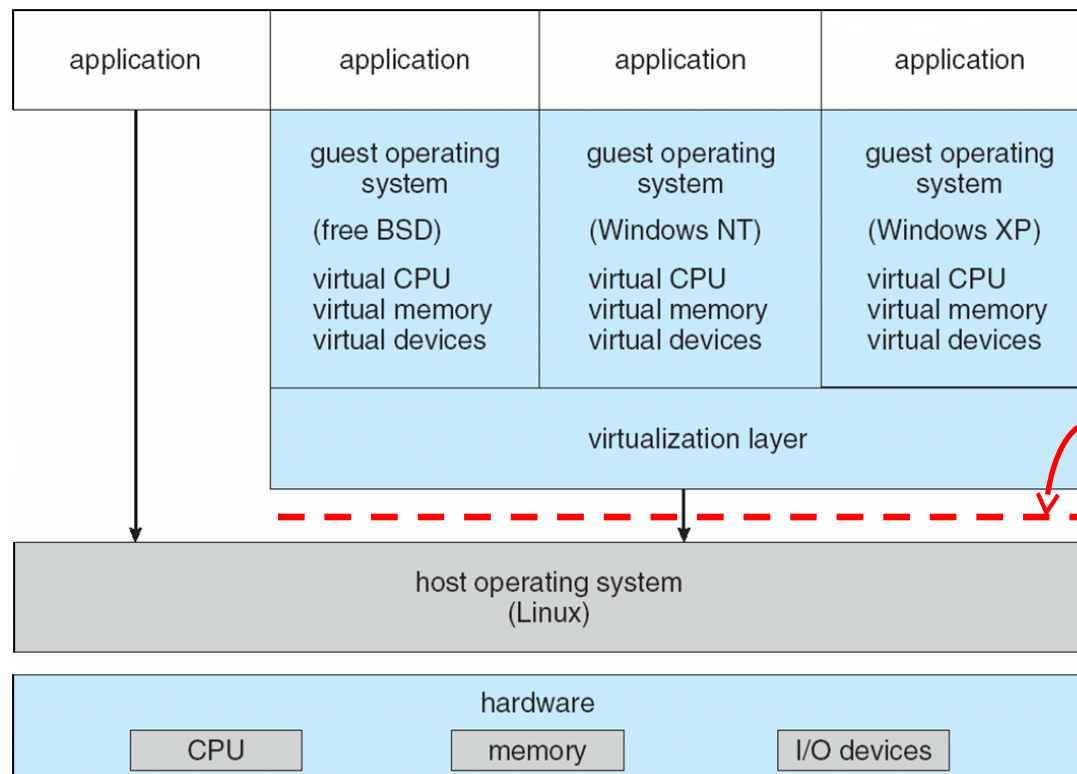 application
application
application
application
guest operating
system
(free BSD)
virtual CPU
virtual memory
virtual devices
guest operating
system
(Windows NT)
virtual CPU
virtual memory
virtual devices
guest operating
system
(Windows XP)
virtual CPU
virtual memory
virtual devices
virtualization layer
host operating system
(Linux)
hardware
CPU
memory
I/O devices